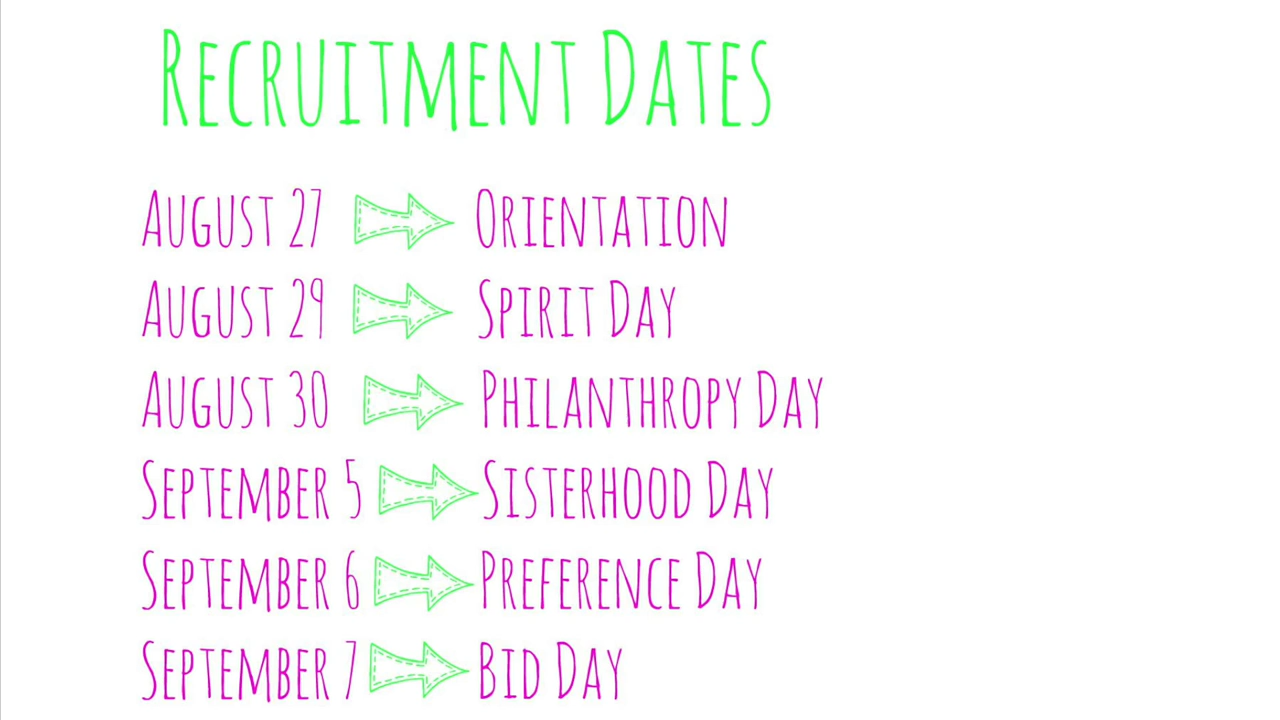 Recruitment Dates
August 27 Orientation
August 29 Spirit Day
August 30 Philanthropy Day
September 5 Sisterhood Day
September 6 Preference Day
September 7 Bid Day